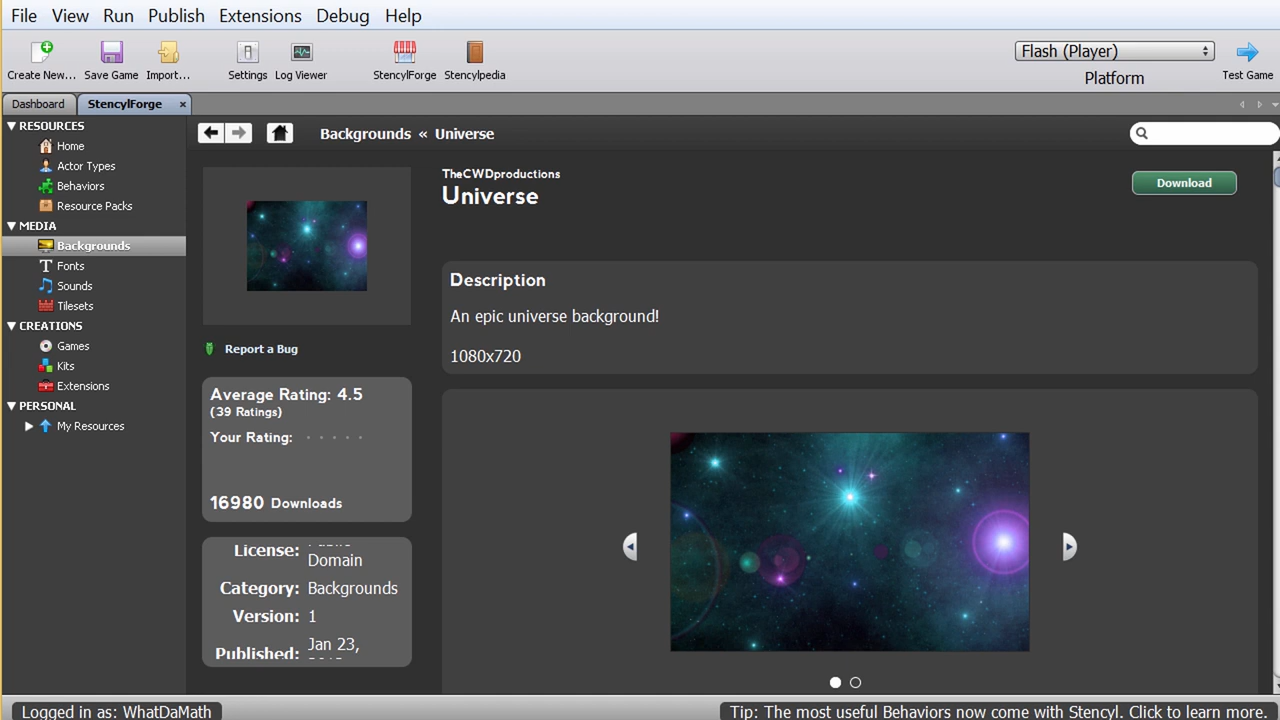 File View Run Publish Extensions Debug Help
Create New... Save Game Import... Settings Log Viewer StencylForge Stencylpedia
Flash (Player)
Platform
Test Game
Dashboard StencylForge
RESOURCES
Home
Actor Types
Behaviors
Resource Packs
MEDIA
Backgrounds
Fonts
Sounds
Tilesets
CREATIONS
Games
Kits
Extensions
PERSONAL
My Resources
Backgrounds « Universe
Report a Bug
Average Rating: 4.5
(39 Ratings)
Your Rating:
16980 Downloads
License:
Domain
Category: Backgrounds
Version: 1
Published: Jan 23,
TheCWDproductions
Universe
Download
Description
An epic universe background!
1080x720
Logged in as: WhatDaMath
Tip: The most useful Behaviors now come with Stencyl. Click to learn more.